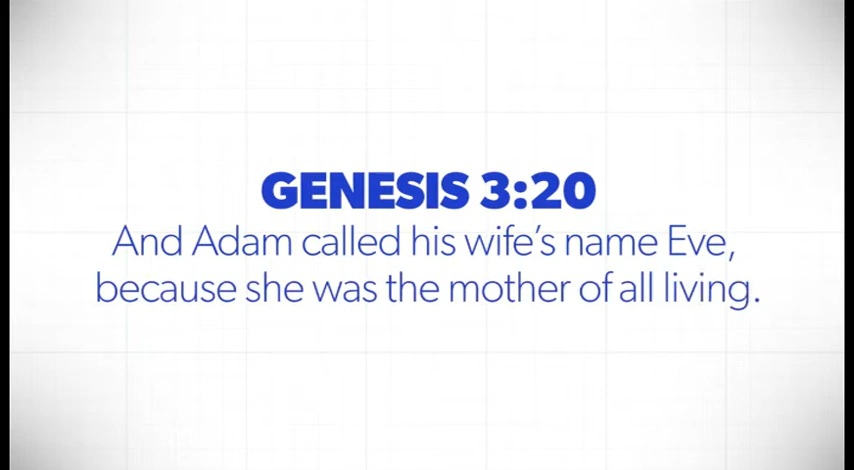 GENESIS 3:20
And Adam called his wife’s name Eve,
because she was the mother of all living.